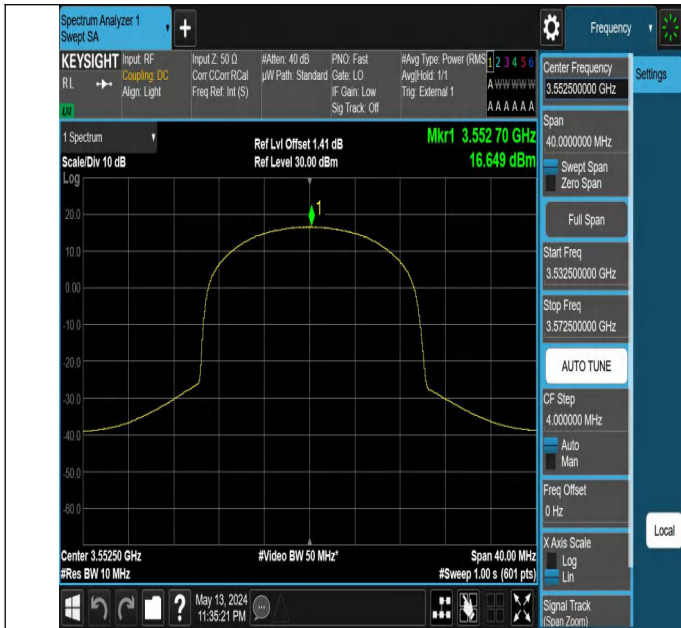 Spectrum Analyzer 1
Swept SA
+
Frequency
KEYSIGHT
RL
Input: RF
Coupling: DC
Align: Light
Input Z: 50 Ω
Corr CCorr RCal
Freq Ref: Int (S)
#Atten: 40 dB
µW Path: Standard
PNO: Fast
Gate: LO
IF Gain: Low
Sig Track: Off
#Avg Type: Power (RMS
Avg|Hold: 1/1
Trig: External 1
1 2 3 4 5 6
A W W W W W
A A A A A A
1 Spectrum
Scale/Div 10 dB
Log
Ref Lvl Offset 1.41 dB
Ref Level 30.00 dBm
Mkr1 3.552 70 GHz
16.649 dBm
1
20.0
10.0
0.00
-10.0
-20.0
-30.0
-40.0
-50.0
-60.0
Center 3.55250 GHz
#Res BW 10 MHz
#Video BW 50 MHz*
Span 40.00 MHz
#Sweep 1.00 s (601 pts)
?
May 13, 2024
11:35:21 PM
Center Frequency
3.552500000 GHz
Settings
Span
40.0000000 MHz
Swept Span
Zero Span
Full Span
Start Freq
3.532500000 GHz
Stop Freq
3.572500000 GHz
AUTO TUNE
CF Step
4.000000 MHz
Auto
Man
Freq Offset
0 Hz
Local
X Axis Scale
Log
Lin
Signal Track
(Span Zoom)